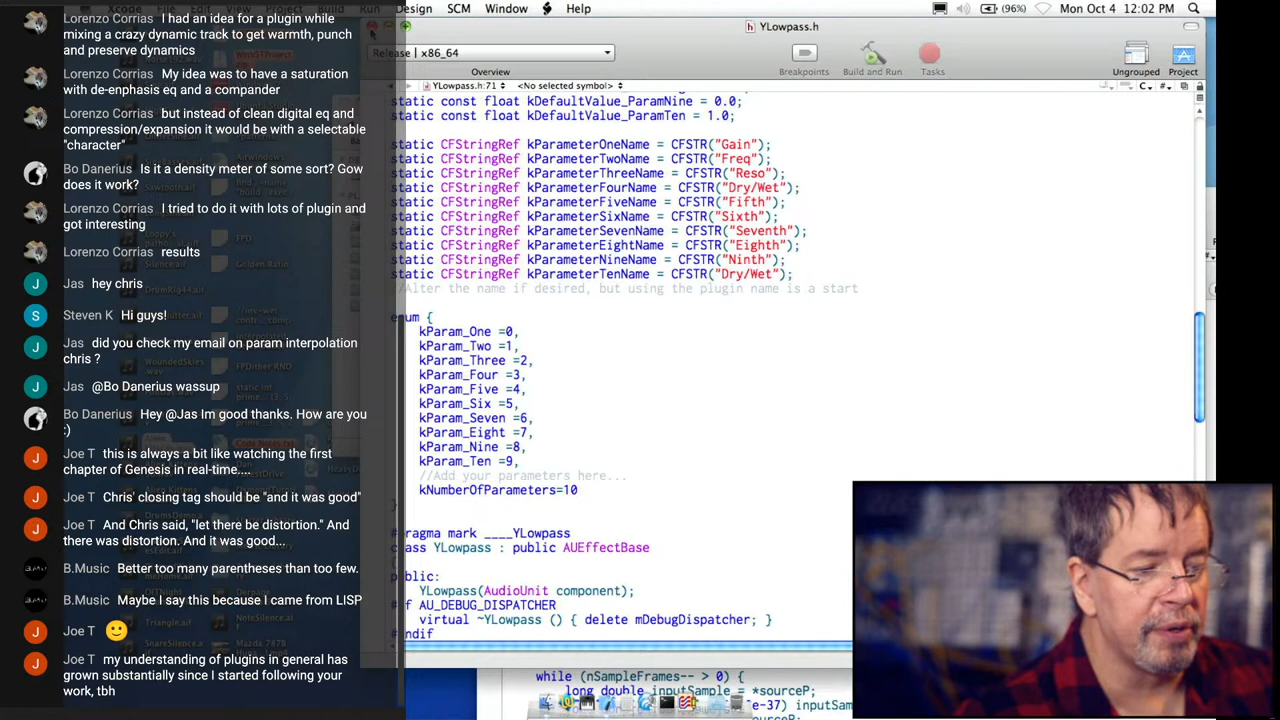 Xcode File Edit Run Design SCM Window Help
(96%) Mon Oct 4 12:02 PM
YLowpass.h
Release | x86_64
Overview
Breakpoints
Build and Run
Tasks
Ungrouped
Project
YLowpass.h:71
<No selected symbol>
static const float kDefaultValue_ParamNine = 0.0;
static const float kDefaultValue_ParamTen = 1.0;
static CFStringRef kParameterOneName = CFSTR("Gain");
static CFStringRef kParameterTwoName = CFSTR("Freq");
static CFStringRef kParameterThreeName = CFSTR("Reso");
static CFStringRef kParameterFourName = CFSTR("Dry/Wet");
static CFStringRef kParameterFiveName = CFSTR("Fifth");
static CFStringRef kParameterSixName = CFSTR("Sixth");
static CFStringRef kParameterSevenName = CFSTR("Seventh");
static CFStringRef kParameterEightName = CFSTR("Eighth");
static CFStringRef kParameterNineName = CFSTR("Ninth");
static CFStringRef kParameterTenName = CFSTR("Dry/Wet");
/Alter the name if desired, but using the plugin name is a start
enum {
kParam_One =0,
kParam_Two =1,
kParam_Three =2,
kParam_Four =3,
kParam_Five =4,
kParam_Six =5,
kParam_Seven =6,
kParam_Eight =7,
kParam_Nine =8,
kParam_Ten =9,
//Add your parameters here...
kNumberOfParameters=10
#pragma mark ____YLowpass
class YLowpass : public AUEffectBase
{
public:
YLowpass(AudioUnit component);
#if AU_DEBUG_DISPATCHER
virtual ~YLowpass () { delete mDebugDispatcher; }
#endif
while (nSampleFrames-- > 0) {
long double inputSample = *sourceP;
Lorenzo Corrias I had an idea for a plugin while
mixing a crazy dynamic track to get warmth, punch
and preserve dynamics
Lorenzo Corrias My idea was to have a saturation
with de-enphasis eq and a compander
Lorenzo Corrias but instead of clean digital eq and
compression/expansion it would be with a selectable
"character"
Bo Danerius Is it a density meter of some sort? Gow
does it work?
Lorenzo Corrias I tried to do it with lots of plugin and
got interesting
Lorenzo Corrias results
J Jas hey chris
S Steven K Hi guys!
J Jas did you check my email on param interpolation
chris ?
J Jas @Bo Danerius wassup
Bo Danerius Hey @Jas Im good thanks. How are you
:)
J Joe T this is always a bit like watching the first
chapter of Genesis in real-time....
J Joe T Chris' closing tag should be "and it was good"
J Joe T And Chris said, "let there be distortion." And
there was distortion. And it was good...
B.Music Better too many parentheses than too few.
B.Music Maybe I say this because I came from LISP
J Joe T 🙂
J Joe T my understanding of plugins in general has
grown substantially since I started following your
work, tbh